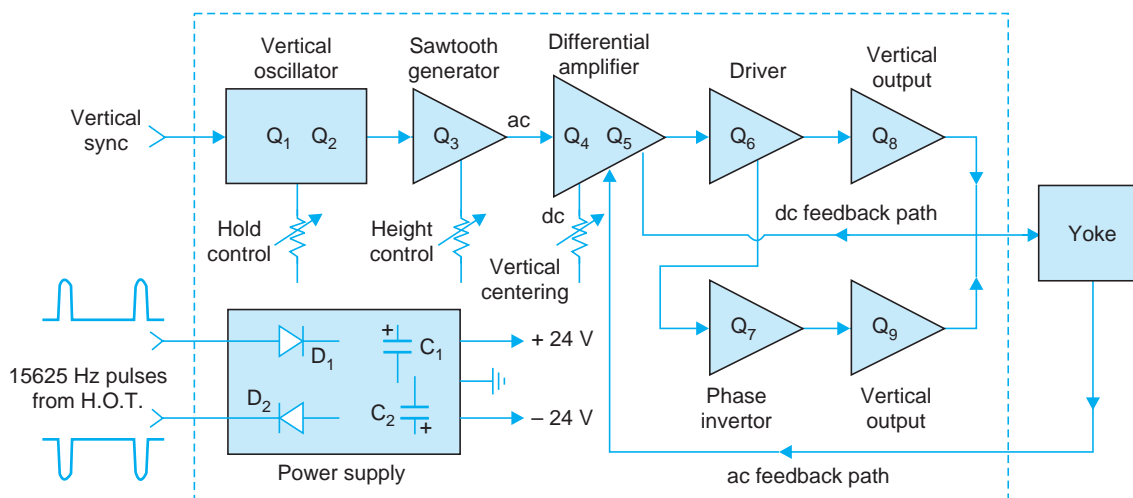 Vertical
oscillator
Sawtooth
generator
Differential
amplifier
Driver
Vertical
output
Vertical
sync
Q1 Q2
Q3
ac
Q4 Q5
Q6
Q8
Hold
control
Height
control
dc
Vertical
centering
dc feedback path
Yoke
15625 Hz pulses
from H.O.T.
D1
D2
+
C1
C2
+
+ 24 V
– 24 V
Power supply
Q7
Q9
Phase
invertor
Vertical
output
ac feedback path